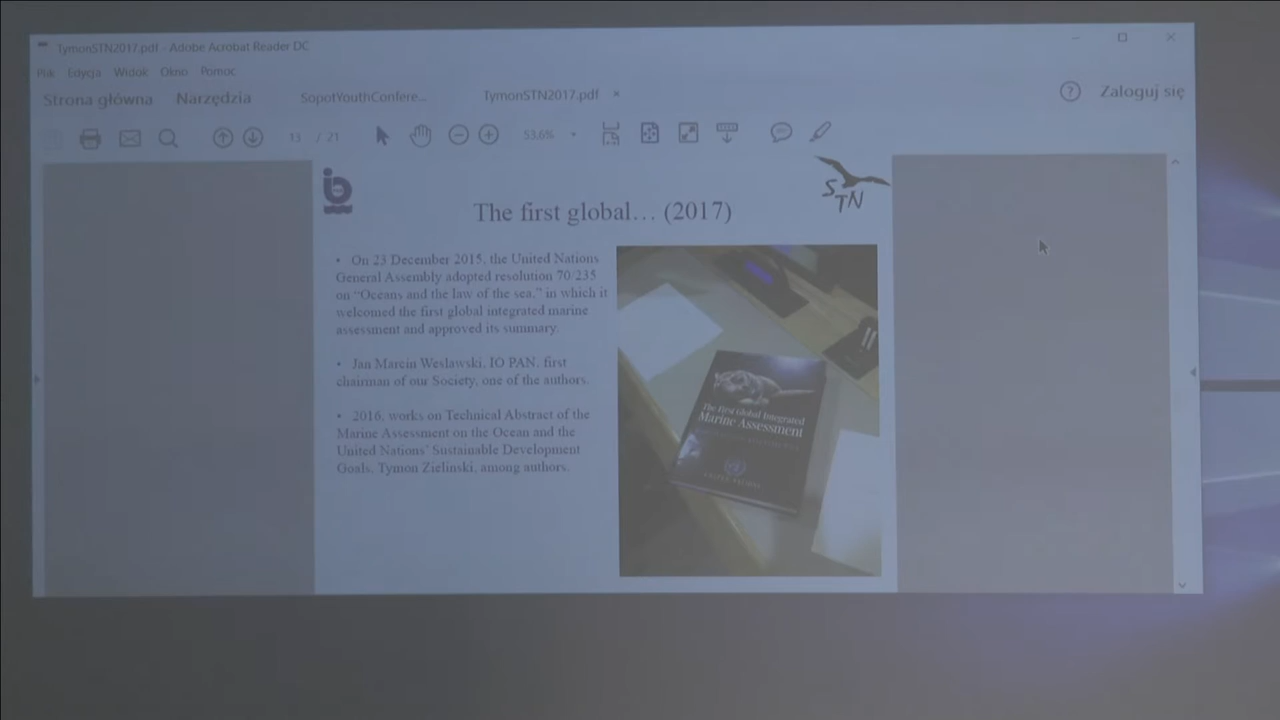 TymonSTN2017.pdf - Adobe Acrobat Reader DC
Plik Edycja Widok Okno Pomoc
Strona główna Narzędzia SopotYouthConfere... TymonSTN2017.pdf × Zaloguj się
13 / 21 53.6%
STN
The first global… (2017)
• On 23 December 2015, the United Nations
General Assembly adopted resolution 70/235
on “Oceans and the law of the sea,” in which it
welcomed the first global integrated marine
assessment and approved its summary.
• Jan Marcin Weslawski, IO PAN, first
chairman of our Society, one of the authors.
• 2016, works on Technical Abstract of the
Marine Assessment on the Ocean and the
United Nations’ Sustainable Development
Goals, Tymon Zielinski, among authors.
The First Global Integrated
Marine Assessment